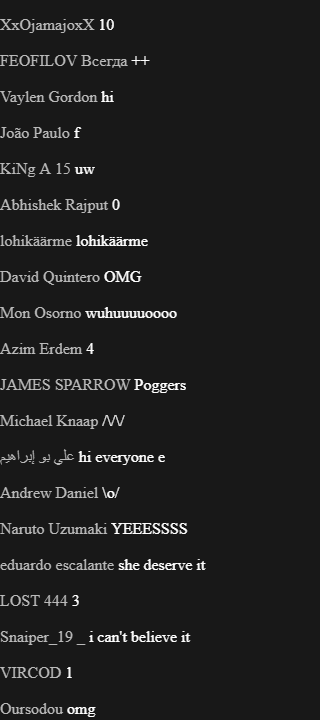 XxOjamajoxX 10
FEOFILOV Всегда ++
Vaylen Gordon hi
João Paulo f
KiNg A 15 uw
Abhishek Rajput 0
lohikäärme lohikäärme
David Quintero OMG
Mon Osorno wuhuuuuoooo
Azim Erdem 4
JAMES SPARROW Poggers
Michael Knaap /\/\/
علي بو إبراهيم hi everyone e
Andrew Daniel \o/
Naruto Uzumaki YEEESSSS
eduardo escalante she deserve it
LOST 444 3
Snaiper_19 _ i can't believe it
VIRCOD 1
Oursodou omg